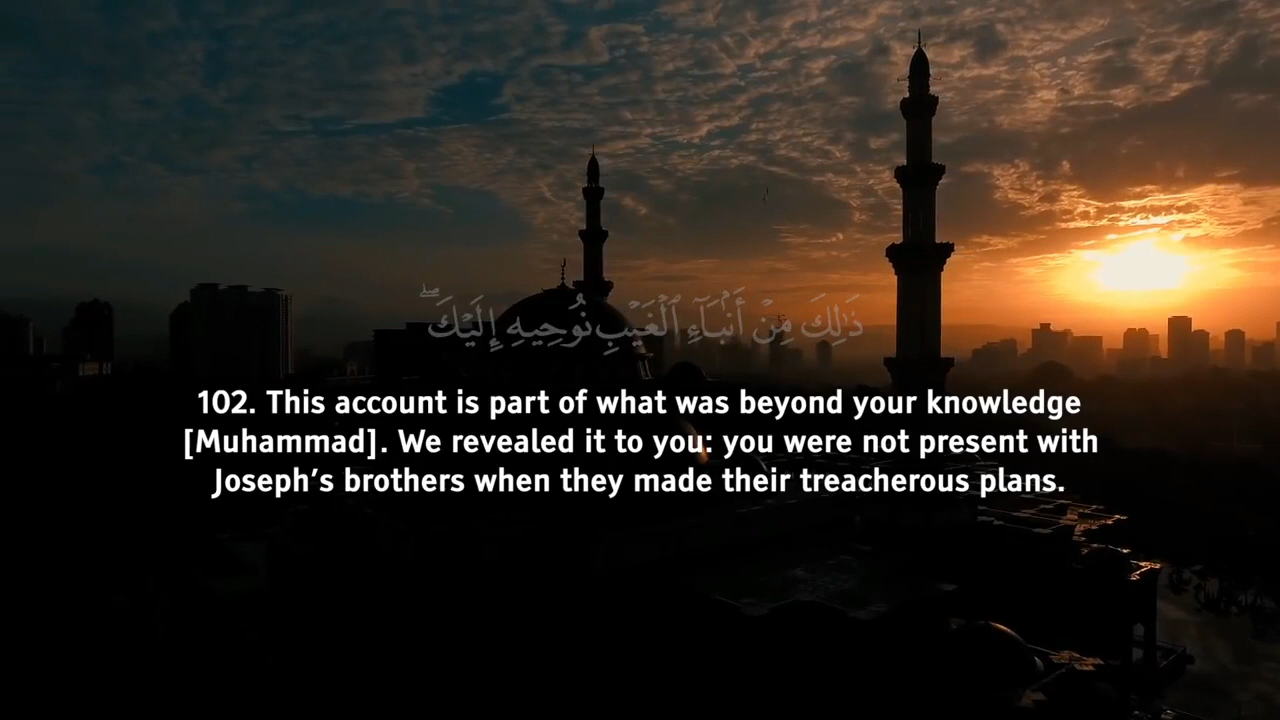 ذَٰلِكَ مِنْ أَنۢبَآءِ ٱلْغَيْبِ نُوحِيهِ إِلَيْكَ ۖ
102. This account is part of what was beyond your knowledge
[Muhammad]. We revealed it to you: you were not present with
Joseph’s brothers when they made their treacherous plans.